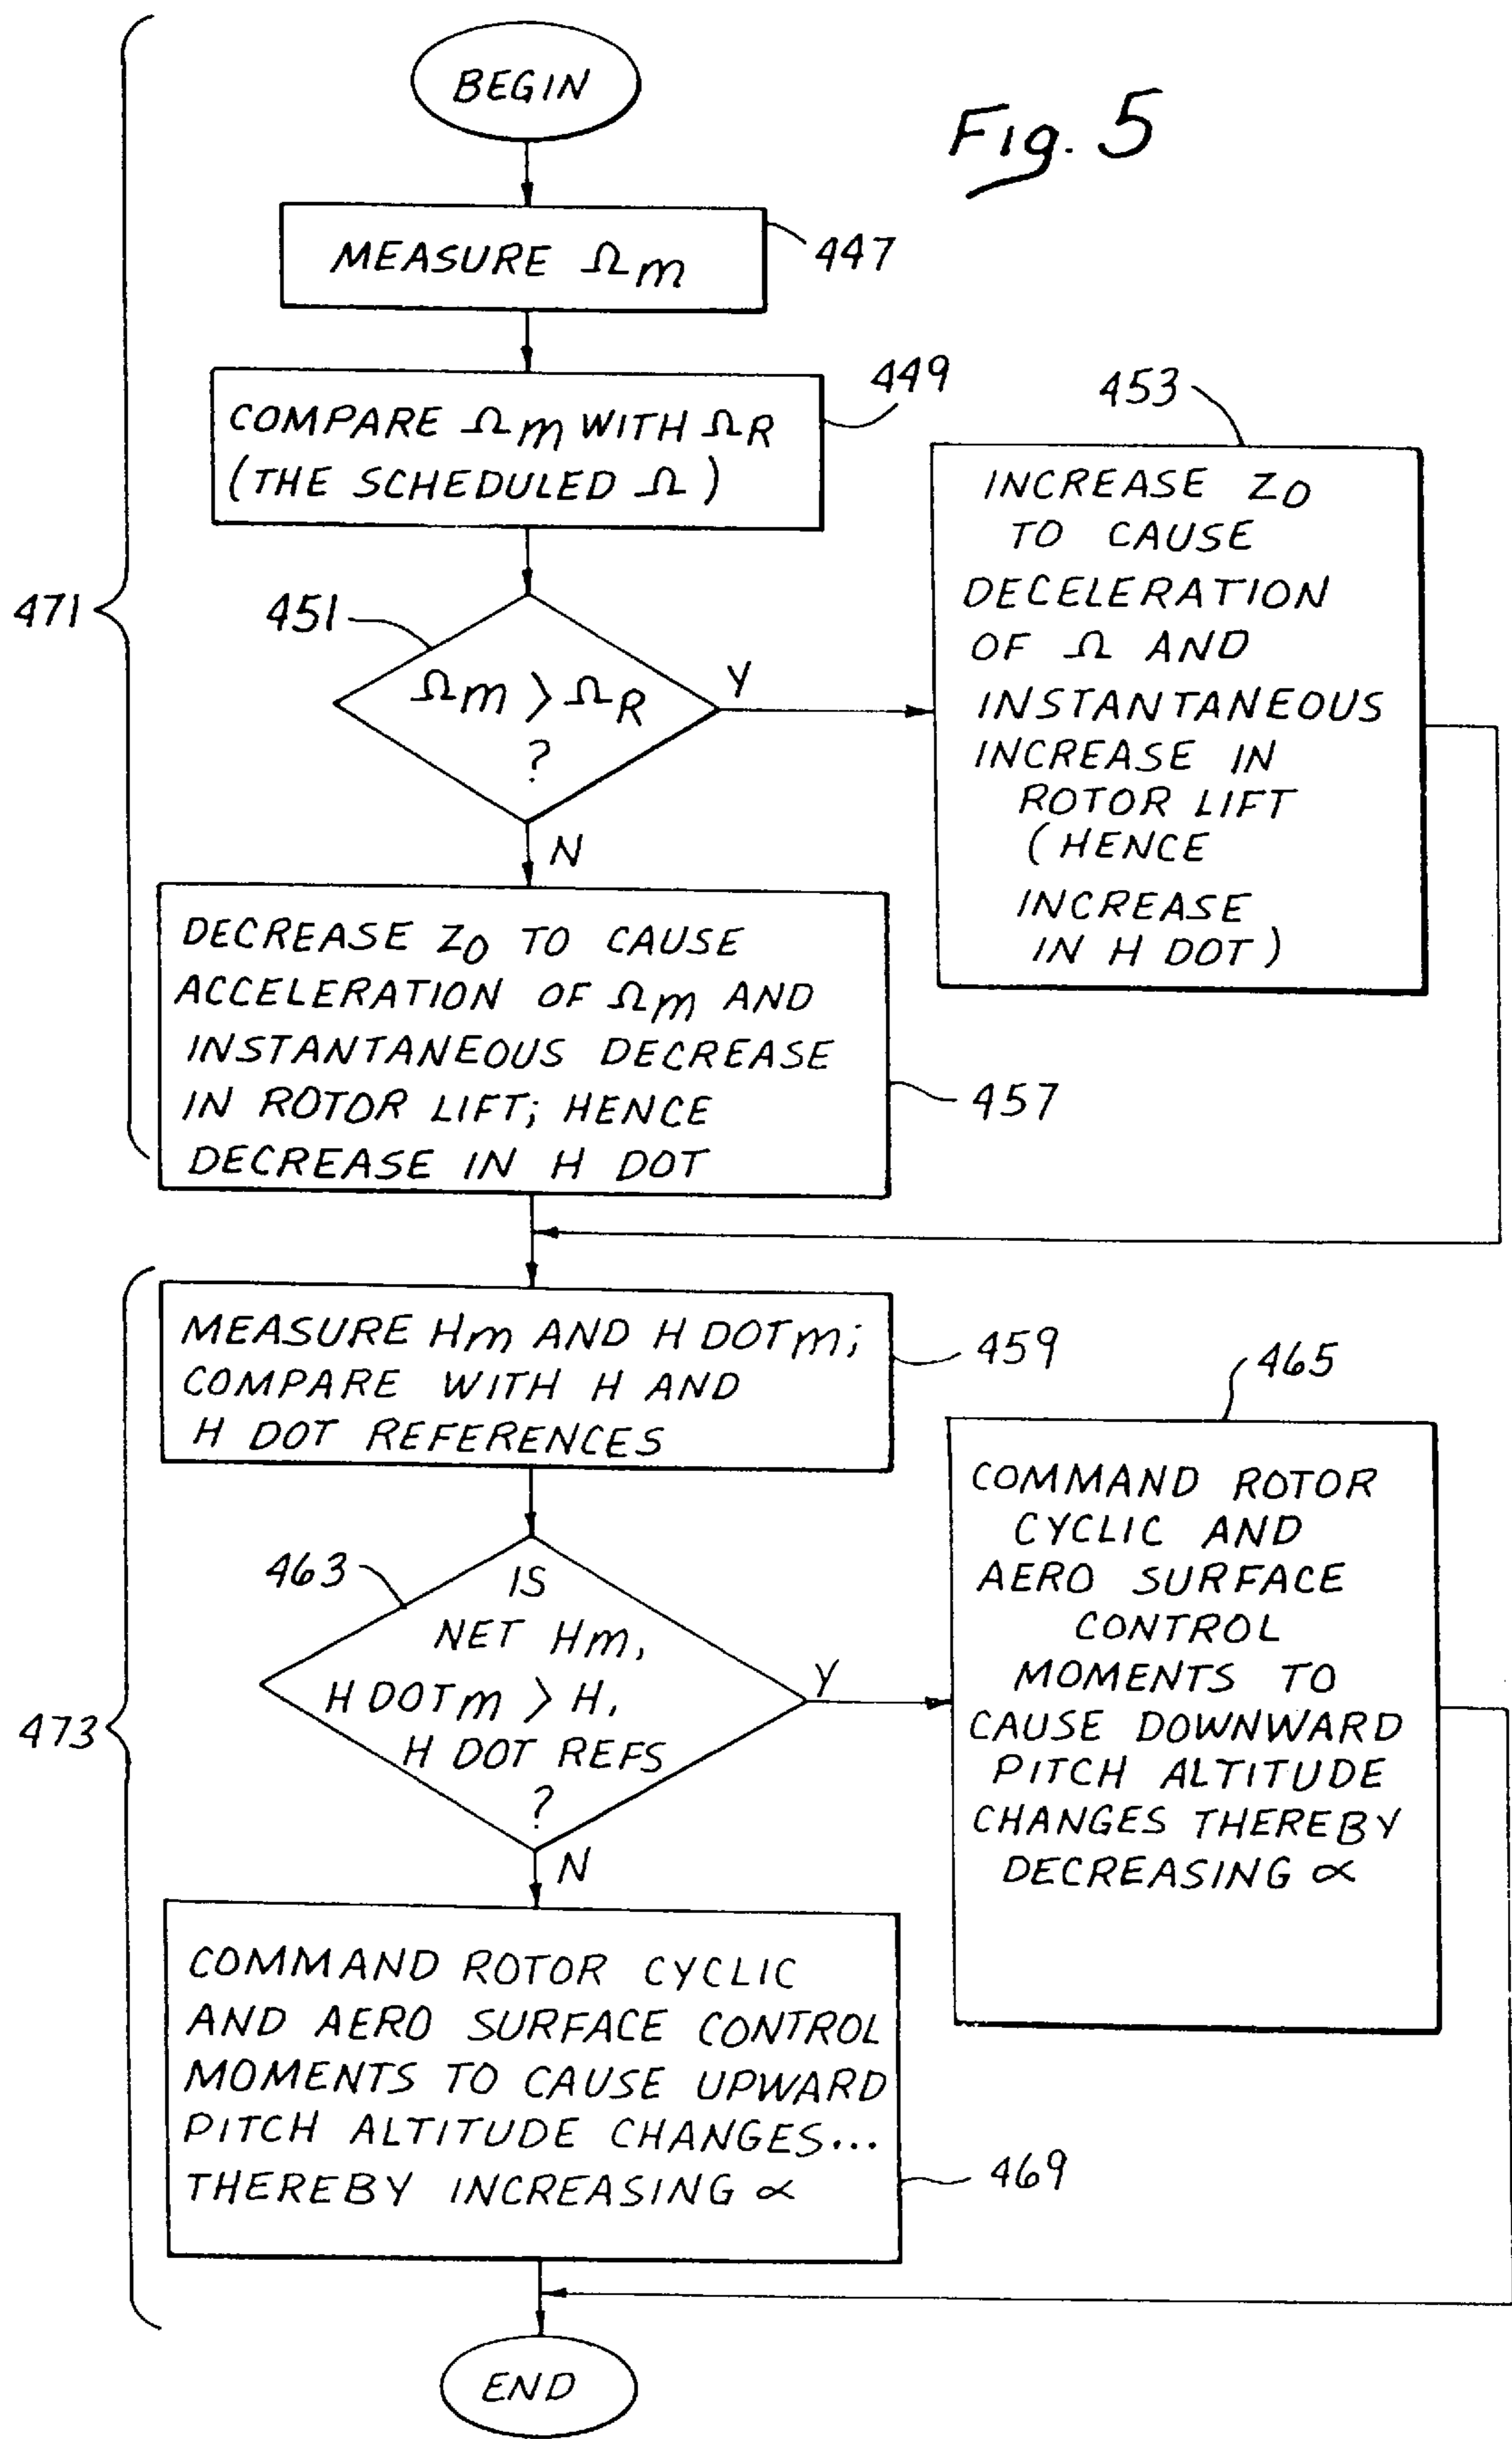 Fig. 5
BEGIN
MEASURE Ωm
447
COMPARE Ωm WITH ΩR
(THE SCHEDULED Ω)
449
471
451
Ωm > ΩR
?
Y
N
453
INCREASE ZO
TO CAUSE
DECELERATION
OF Ω AND
INSTANTANEOUS
INCREASE IN
ROTOR LIFT
(HENCE
INCREASE
IN H DOT)
DECREASE ZO TO CAUSE
ACCELERATION OF Ωm AND
INSTANTANEOUS DECREASE
IN ROTOR LIFT; HENCE
DECREASE IN H DOT
457
MEASURE Hm AND H DOTm;
COMPARE WITH H AND
H DOT REFERENCES
459
473
463
IS
NET Hm,
H DOTm > H,
H DOT REFS
?
Y
N
465
COMMAND ROTOR
CYCLIC AND
AERO SURFACE
CONTROL
MOMENTS TO
CAUSE DOWNWARD
PITCH ALTITUDE
CHANGES THEREBY
DECREASING ∝
COMMAND ROTOR CYCLIC
AND AERO SURFACE CONTROL
MOMENTS TO CAUSE UPWARD
PITCH ALTITUDE CHANGES...
THEREBY INCREASING ∝
469
END